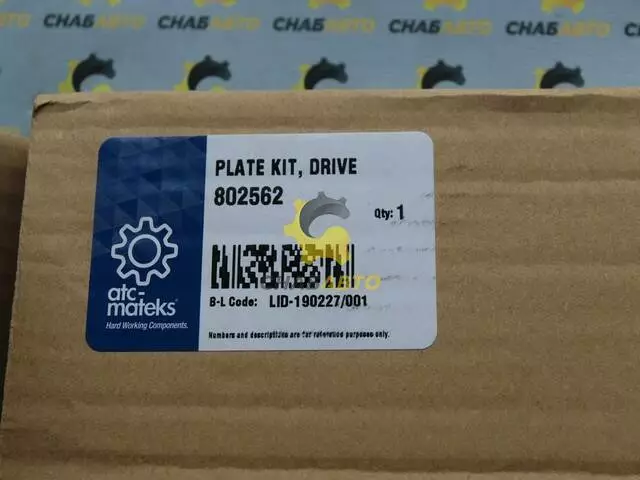 СНАБАВТО
СНАБАВТО
СНАБАВТО
PLATE KIT, DRIVE
802562
Qty: 1
СНАБАВТО
B-L Code: LID-190227/001
Numbers and descriptions are for reference purposes only.
atc-
mateks
Hard Working Components.